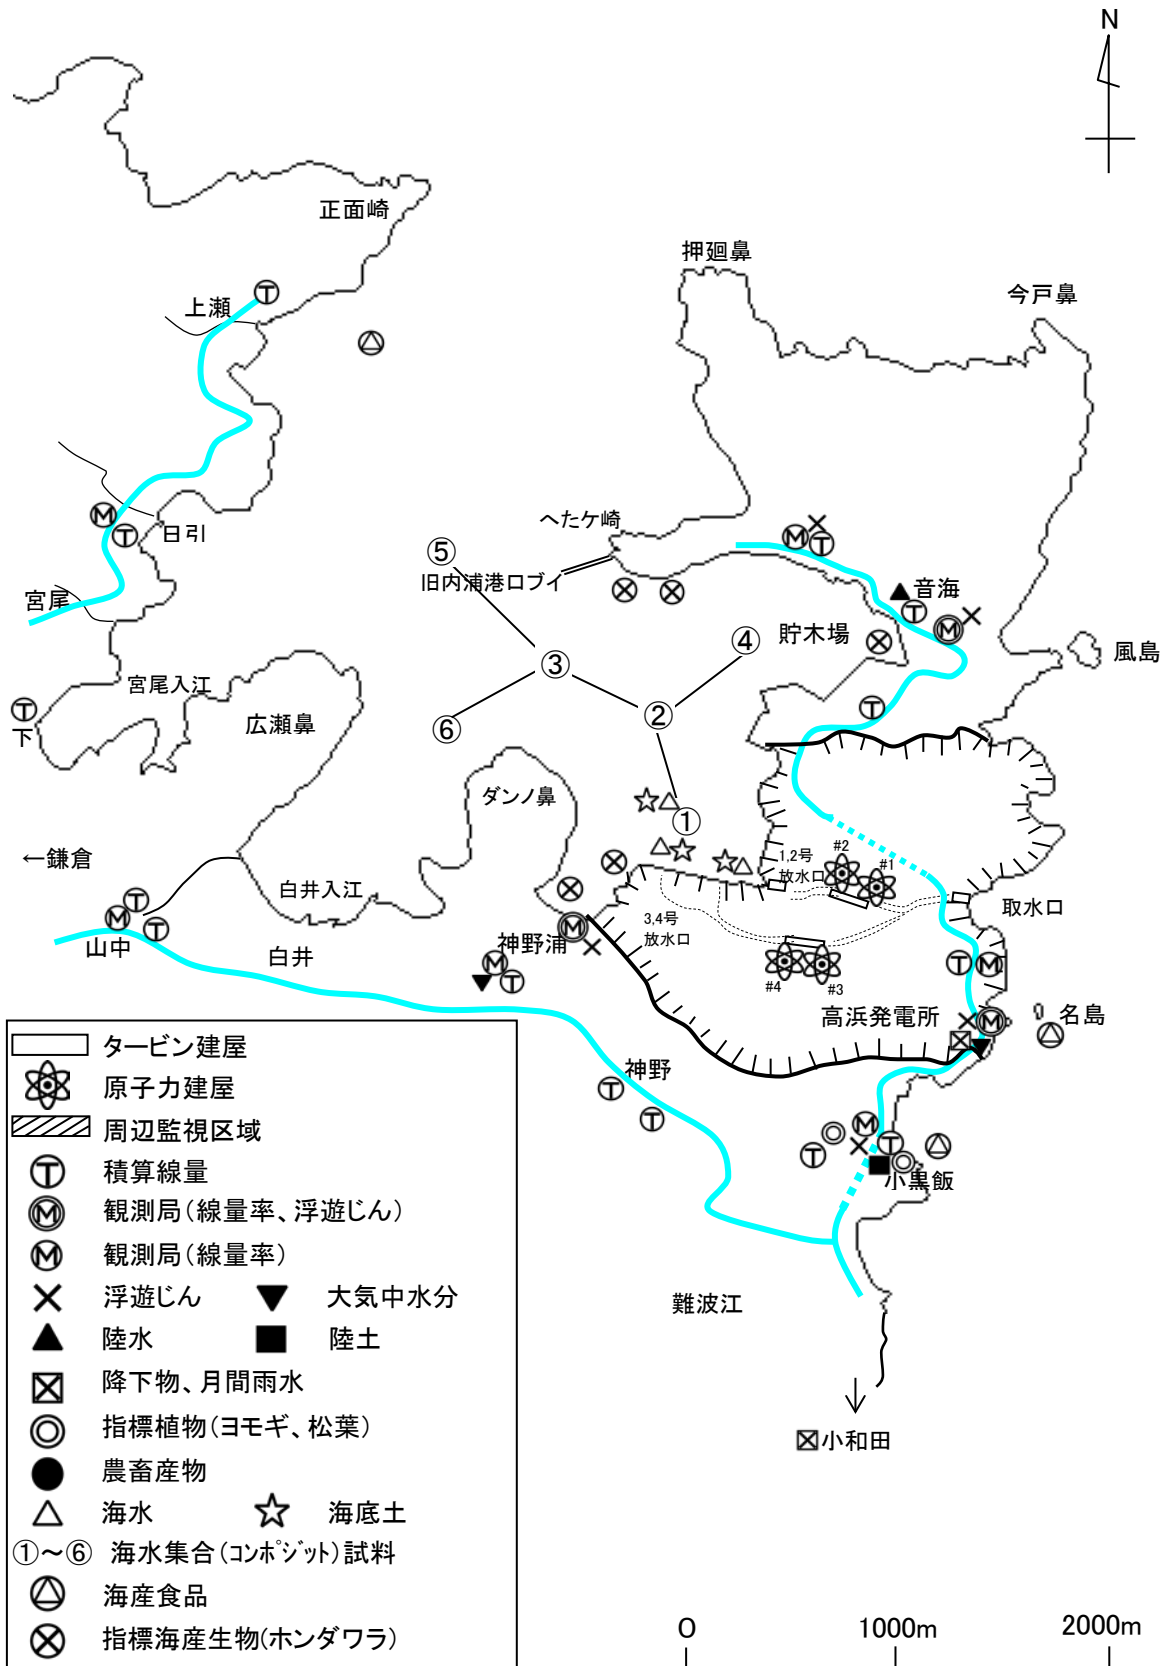 N
正面崎
押廻鼻
今戸鼻
上瀬
Ⓣ
へたケ崎
Ⓜ
Ⓣ
日引
Ⓜ
Ⓣ
⑤
旧内浦港口ブイ
音海
Ⓣ
Ⓜ
宮尾
貯木場
④
風島
③
宮尾入江
Ⓣ
下
広瀬鼻
②
⑥
Ⓣ
ダンノ鼻
①
←鎌倉
1,2号
放水口
#2
#1
白井入江
取水口
Ⓣ
Ⓜ
Ⓣ
山中
白井
神野浦
Ⓜ
3,4号
放水口
Ⓜ
Ⓣ
#4
#3
Ⓣ
Ⓜ
高浜発電所
Ⓜ
名島
神野
Ⓣ
Ⓣ
Ⓜ
Ⓣ
Ⓣ
小黒飯
難波江
小和田
タービン建屋
原子力建屋
周辺監視区域
Ⓣ 積算線量
Ⓜ 観測局(線量率、浮遊じん)
Ⓜ 観測局(線量率)
浮遊じん 大気中水分
陸水 陸土
降下物、月間雨水
指標植物(ヨモギ、松葉)
農畜産物
海水 海底土
①～⑥ 海水集合(コンポジット)試料
海産食品
指標海産生物(ホンダワラ)
O 1000m 2000m